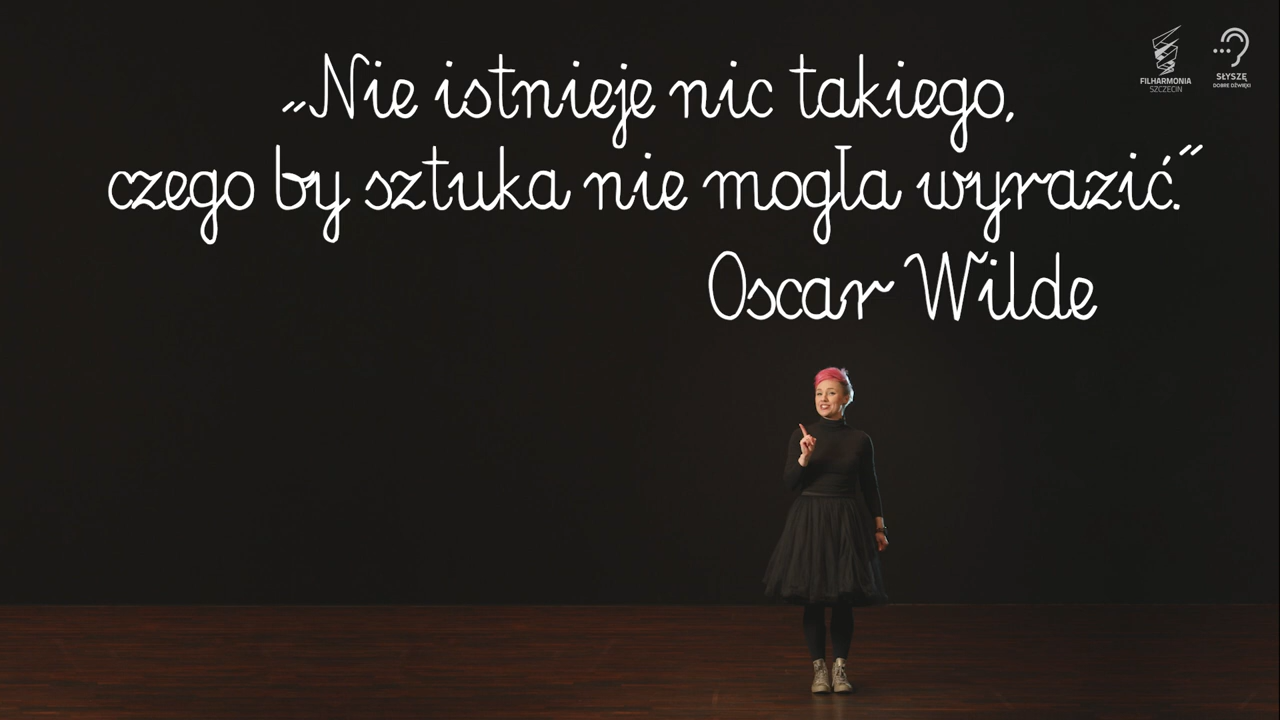 „Nie istnieje nic takiego,
czego by sztuka nie mogła wyrazić.”
Oscar Wilde
FILHARMONIA
SZCZECIN
SŁYSZĘ
DOBRE DŹWIĘKI